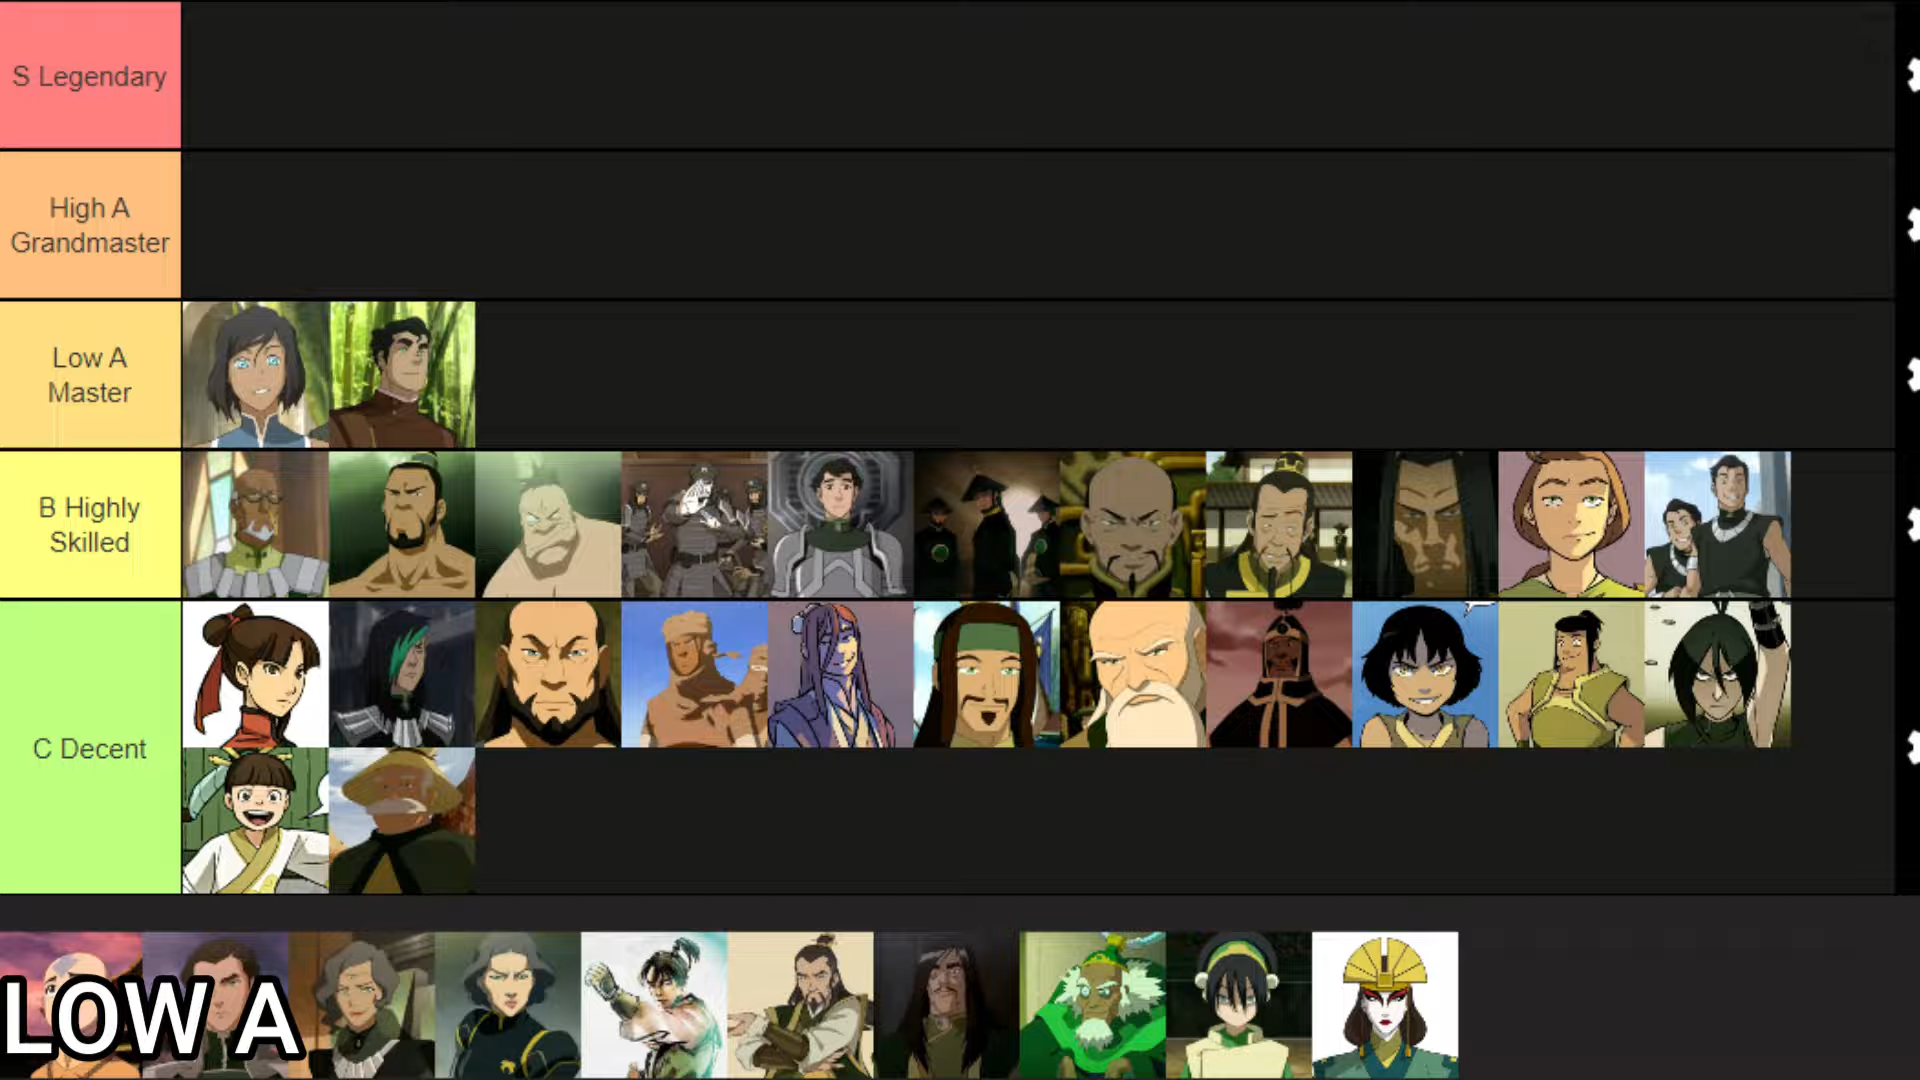 S Legendary
High A
Grandmaster
Low A
Master
B Highly
Skilled
C Decent
LOW A